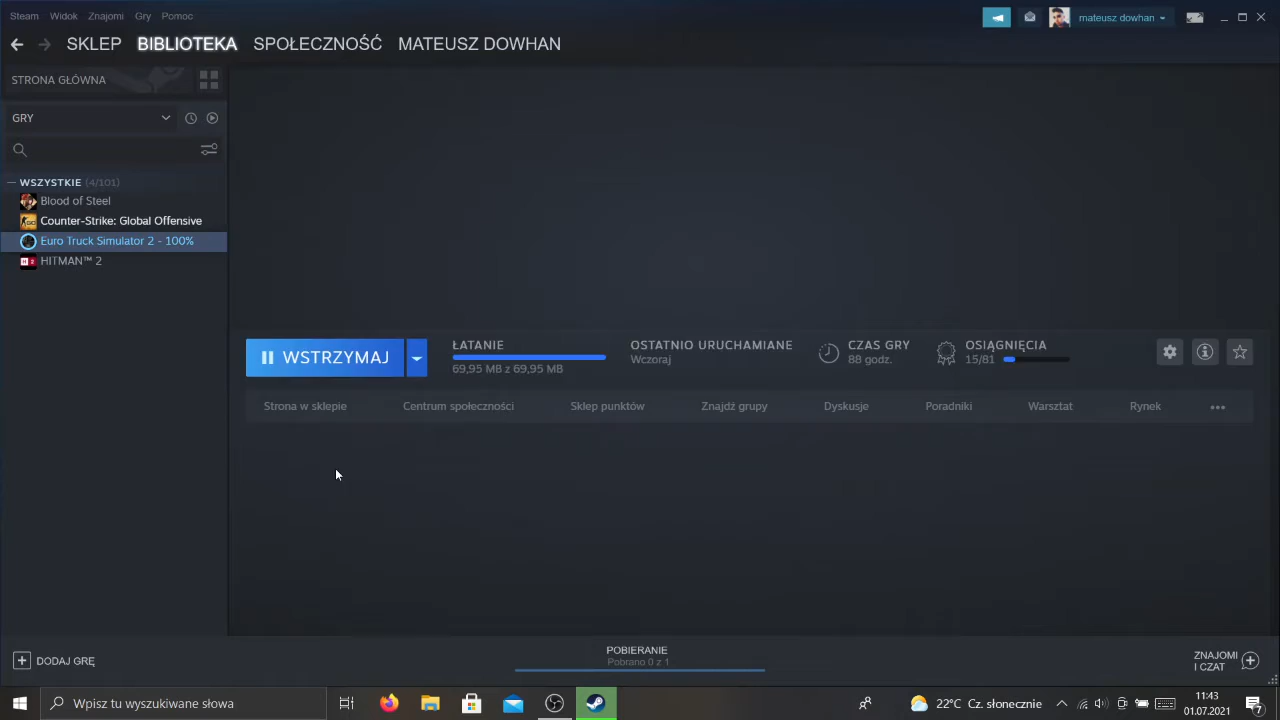 Steam Widok Znajomi Gry Pomoc
mateusz dowhan
SKLEP BIBLIOTEKA SPOŁECZNOŚĆ MATEUSZ DOWHAN
STRONA GŁÓWNA
GRY
WSZYSTKIE (4/101)
Blood of Steel
Counter-Strike: Global Offensive
Euro Truck Simulator 2 - 100%
HITMAN™ 2
WSTRZYMAJ
ŁATANIE
69,95 MB z 69,95 MB
OSTATNIO URUCHAMIANE
Wczoraj
CZAS GRY
88 godz.
OSIĄGNIĘCIA
15/81
Strona w sklepie Centrum społeczności Sklep punktów Znajdź grupy Dyskusje Poradniki Warsztat Rynek
DODAJ GRĘ
POBIERANIE
Pobrano 0 z 1
ZNAJOMI
I CZAT
Wpisz tu wyszukiwane słowa
22°C Cz. słonecznie
11:43
01.07.2021
7